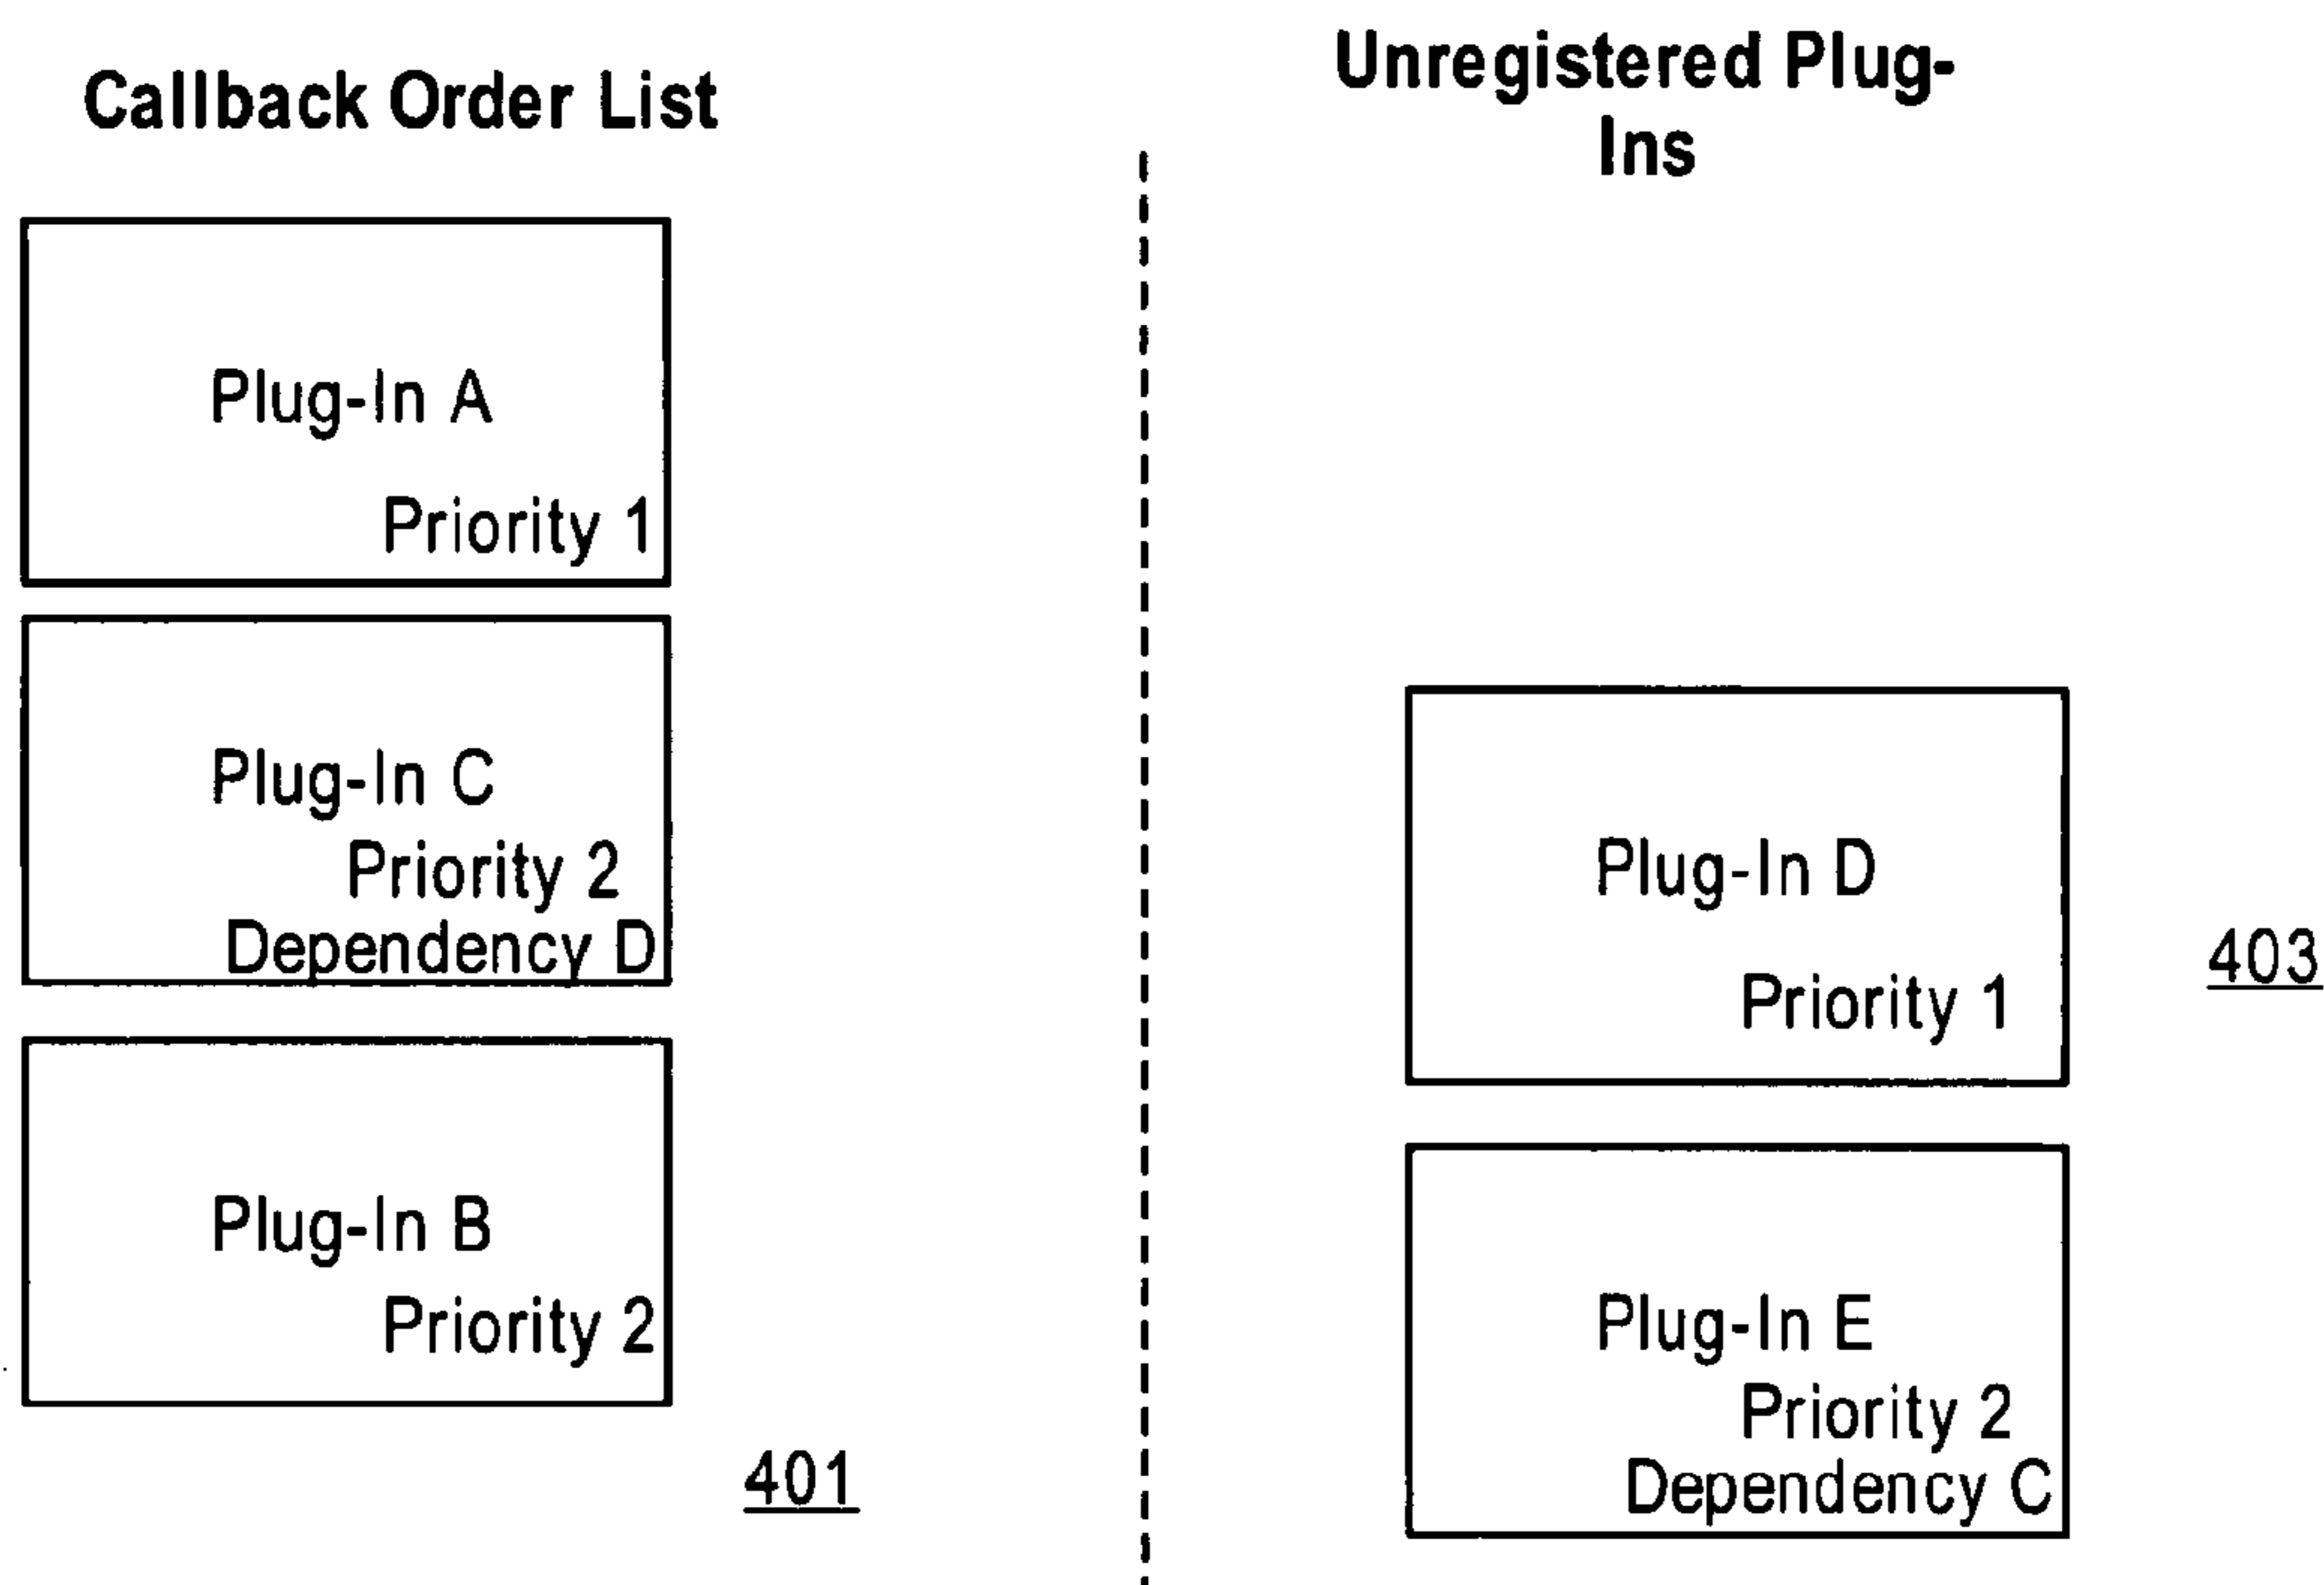 Callback Order List
Plug-In A
Priority 1
Plug-In C
Priority 2
Dependency D
Plug-In B
Priority 2
401
Unregistered Plug-
Ins
Plug-In D
Priority 1
403
Plug-In E
Priority 2
Dependency C